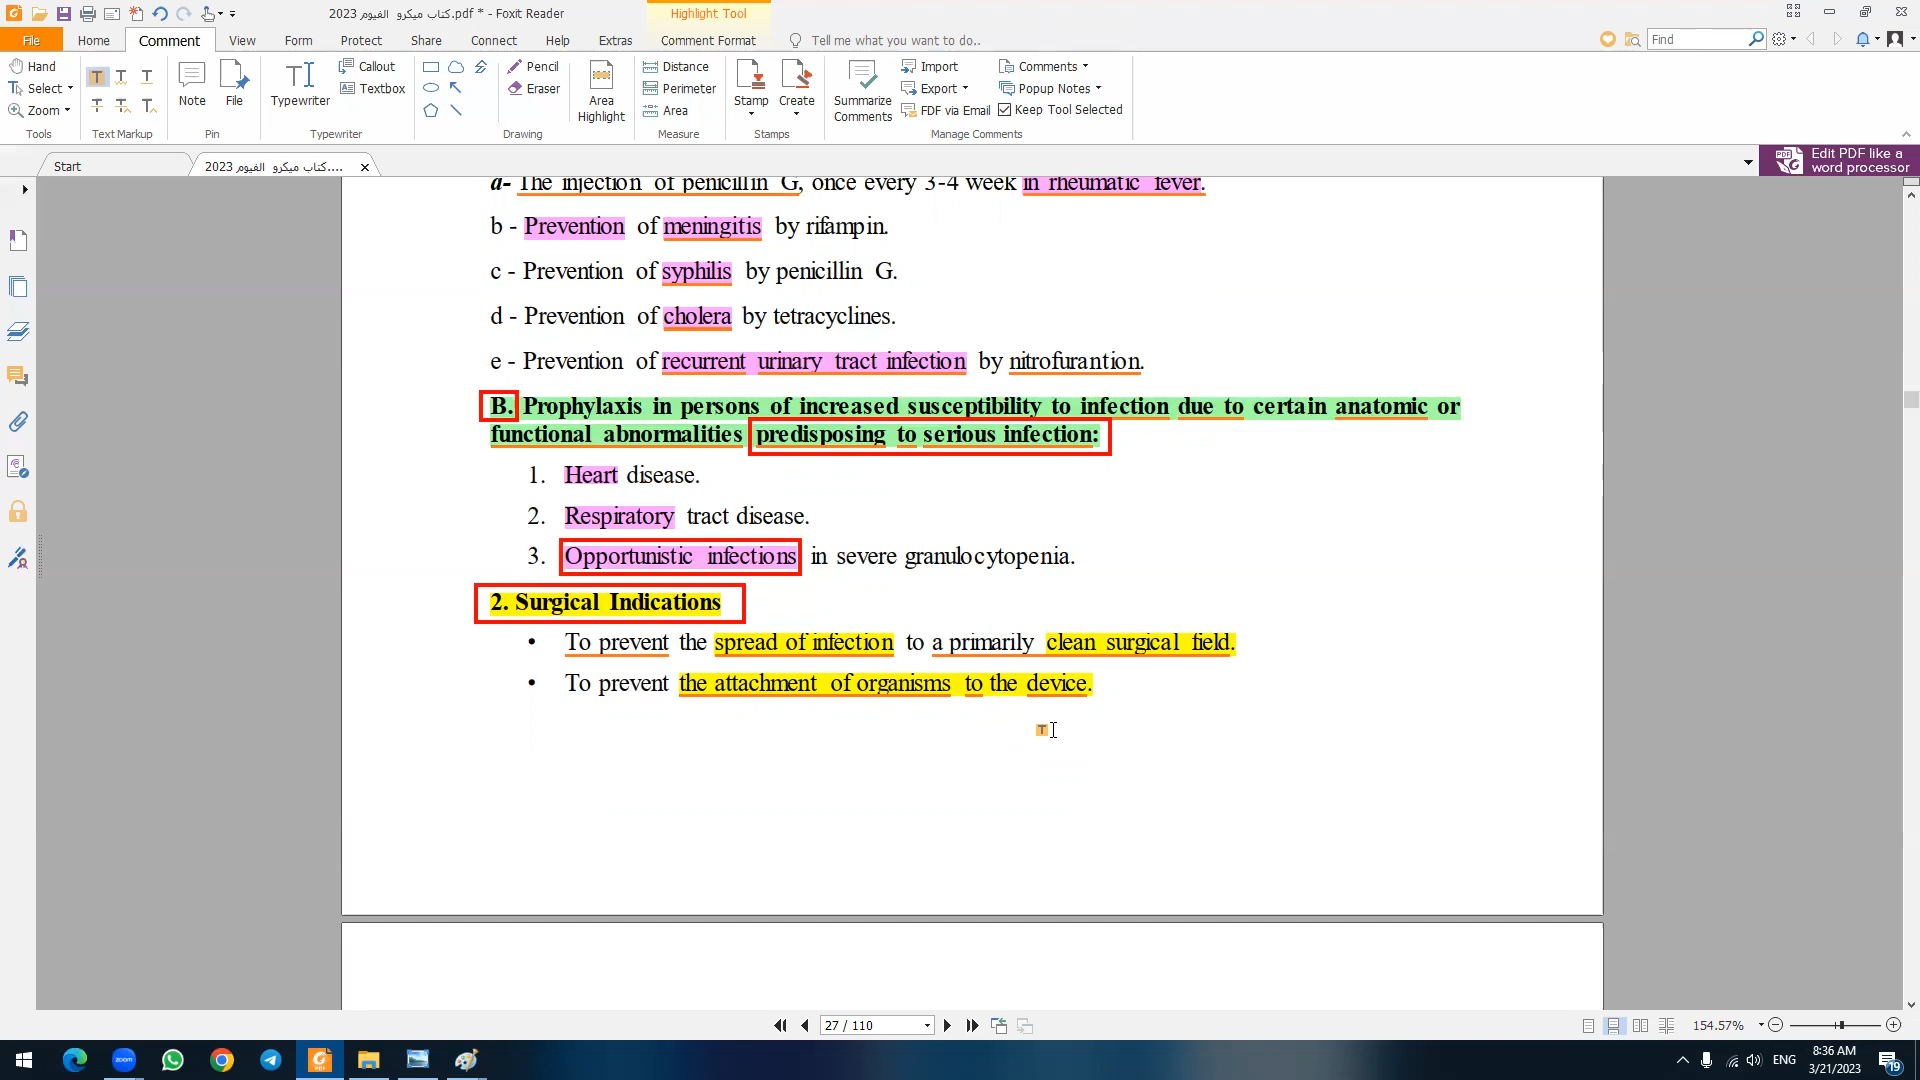 كتاب ميكرو الفيوم 2023.pdf * - Foxit Reader
Highlight Tool
File Home Comment View Form Protect Share Connect Help Extras Comment Format Tell me what you want to do.. Find
Hand
Select
Zoom
Tools
Text Markup
Note
File
Pin
Typewriter
Callout
Textbox
Typewriter
Pencil
Eraser
Drawing
Area Highlight
Distance
Perimeter
Area
Measure
Stamp
Create
Stamps
Summarize Comments
Import
Export
FDF via Email
Comments
Popup Notes
Keep Tool Selected
Manage Comments
Start
كتاب ميكرو الفيوم 2023....
Edit PDF like a
word processor
a- The injection of penicillin G, once every 3-4 week in rheumatic fever.
b - Prevention of meningitis by rifampin.
c - Prevention of syphilis by penicillin G.
d - Prevention of cholera by tetracyclines.
e - Prevention of recurrent urinary tract infection by nitrofurantion.
B. Prophylaxis in persons of increased susceptibility to infection due to certain anatomic or
functional abnormalities predisposing to serious infection:
1. Heart disease.
2. Respiratory tract disease.
3. Opportunistic infections in severe granulocytopenia.
2. Surgical Indications
• To prevent the spread of infection to a primarily clean surgical field.
• To prevent the attachment of organisms to the device.
27 / 110
154.57%
zoom
PDF
ENG
8:36 AM
3/21/2023
19